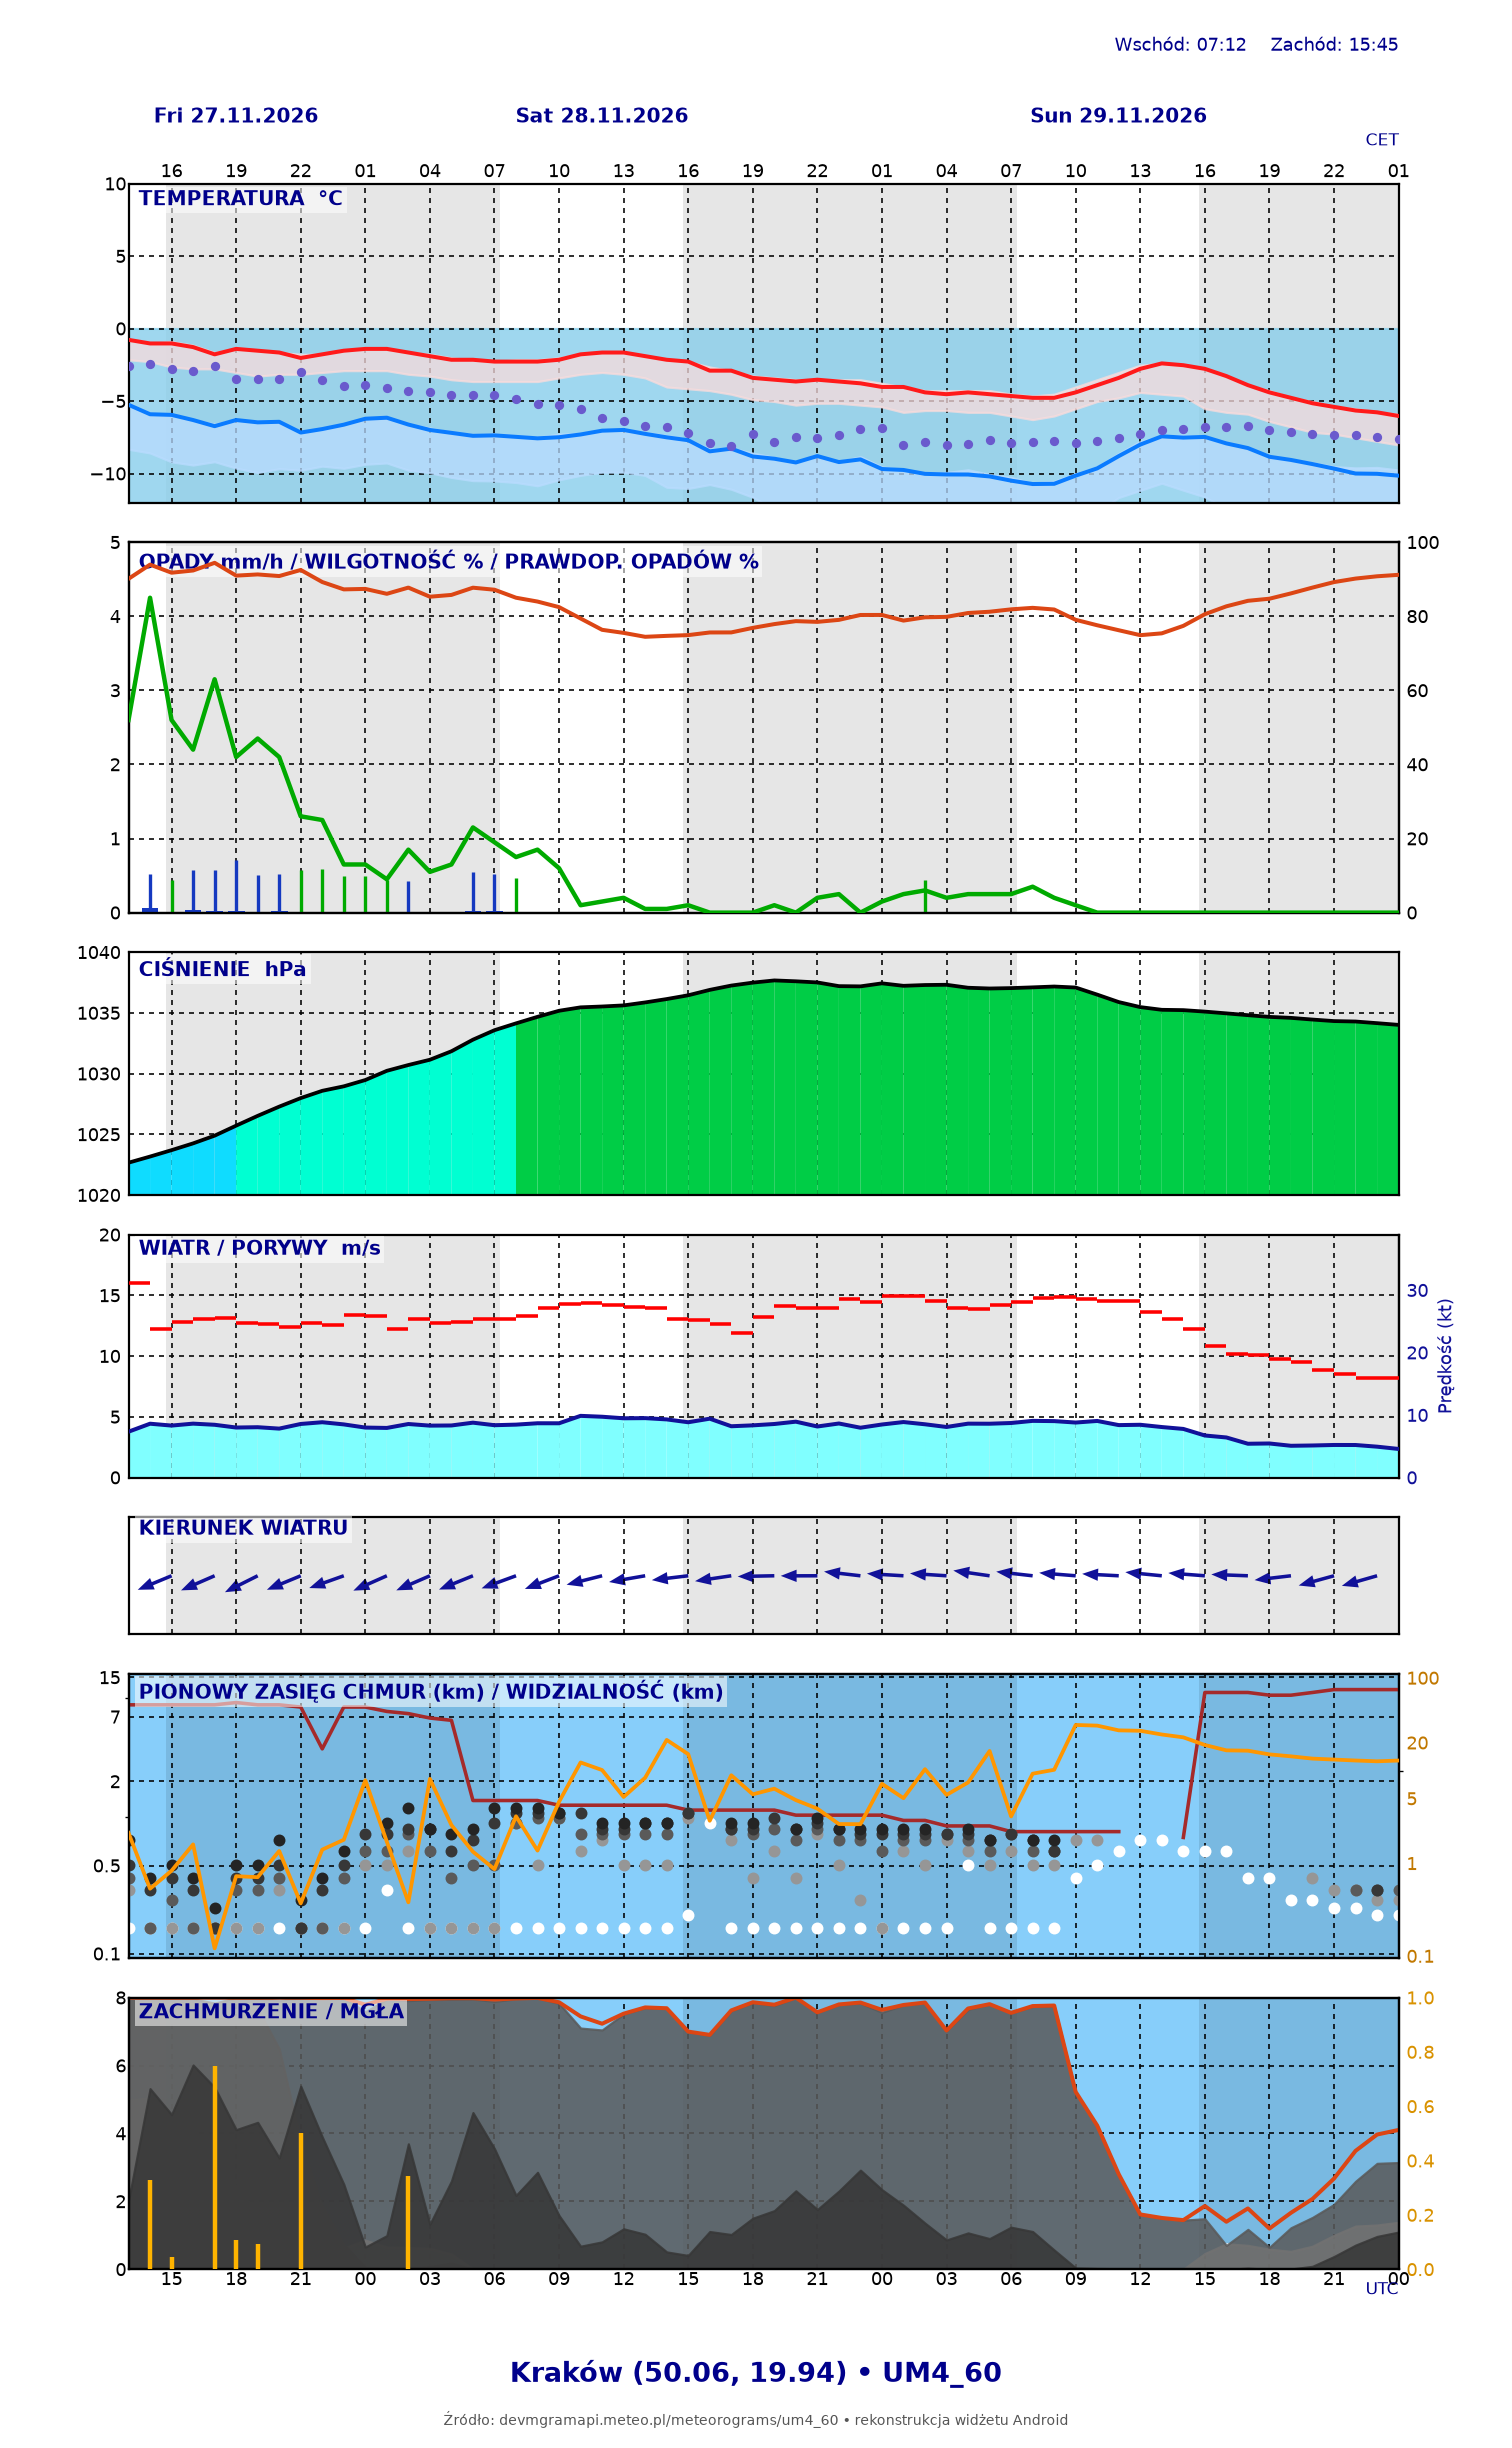 Wschód: 07:12 Zachód: 15:45
Fri 27.11.2026 Sat 28.11.2026 Sun 29.11.2026
CET
16 19 22 01 04 07 10 13 16 19 22 01 04 07 10 13 16 19 22 01
TEMPERATURA °C
10
5
0
−5
−10
OPADY mm/h / WILGOTNOŚĆ % / PRAWDOP. OPADÓW %
5 100
4 80
3 60
2 40
1 20
0 0
CIŚNIENIE hPa
1040
1035
1030
1025
1020
WIATR / PORYWY m/s
20
15 30
10 20
5 10
0 0
Prędkość (kt)
KIERUNEK WIATRU
PIONOWY ZASIĘG CHMUR (km) / WIDZIALNOŚĆ (km)
15 100
7 20
2 5
0.5 1
0.1 0.1
ZACHMURZENIE / MGŁA
8 1.0
0.8
6 0.6
4 0.4
2 0.2
0 0.0
15 18 21 00 03 06 09 12 15 18 21 00 03 06 09 12 15 18 21 00
UTC
Kraków (50.06, 19.94) • UM4_60
Źródło: devmgramapi.meteo.pl/meteorograms/um4_60 • rekonstrukcja widżetu Android